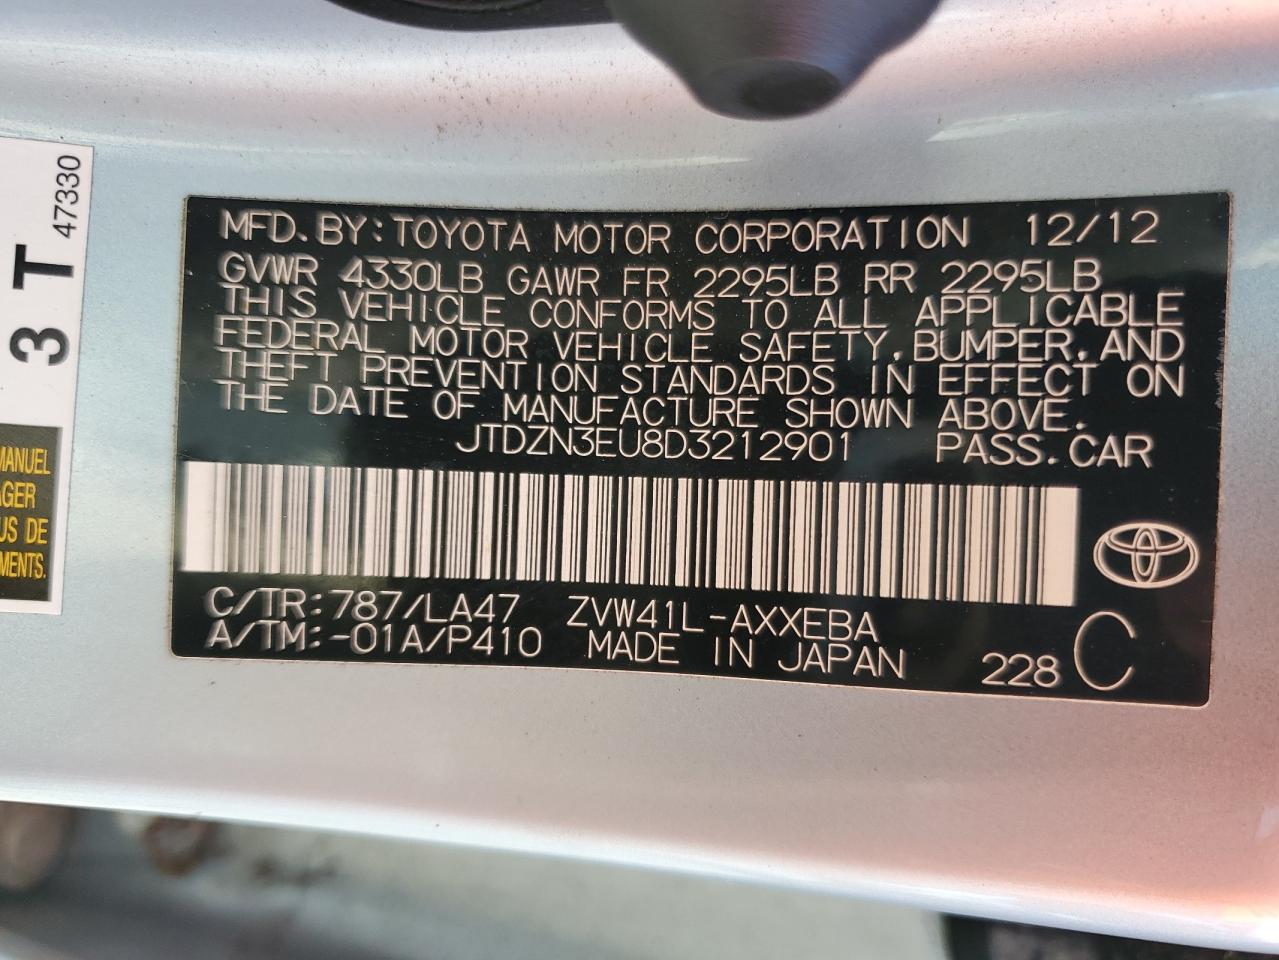 MFD. BY: TOYOTA MOTOR CORPORATION 12/12
GVWR 4330LB GAWR FR 2295LB RR 2295LB
THIS VEHICLE CONFORMS TO ALL APPLICABLE
FEDERAL MOTOR VEHICLE SAFETY, BUMPER, AND
THEFT PREVENTION STANDARDS IN EFFECT ON
THE DATE OF MANUFACTURE SHOWN ABOVE.
JTDZN3EU8D3212901 PASS. CAR
C/TR: 787/LA47 ZVW41L-AXXEBA
A/TM: -01A/P410 MADE IN JAPAN 228 C
3 T
47330
MANUEL
US DE